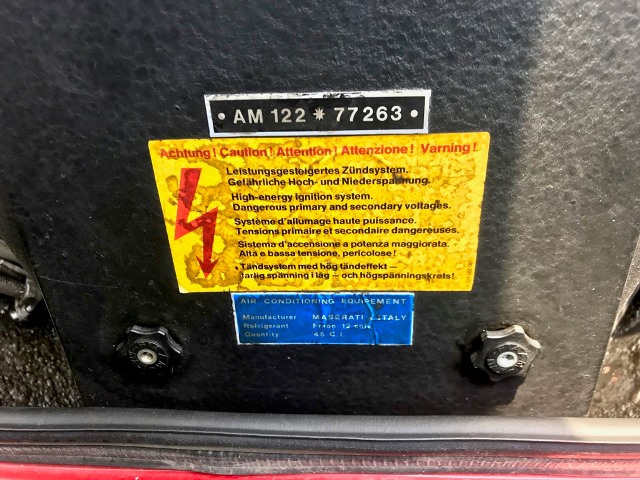 • AM 122 ✷ 77263 •
Achtung! Caution! Attention! Attenzione! Varning!
Leistungsgesteigertes Zündsystem.
Gefährliche Hoch- und Niederspannung.
High-energy ignition system.
Dangerous primary and secondary voltages.
Système d'allumage haute puissance.
Tensions primaire et secondaire dangereuses.
Sistema d'accensione a potenza maggiorata.
Alta e bassa tensione, pericolose!
Tändsystem med hög tändeffekt –
farlig spänning i låg – och högspänningskrets!
AIR CONDITIONING EQUIPEMENT
Manufacturer MASERATI ITALY
Refrigerant Freon 12
Quantity 45